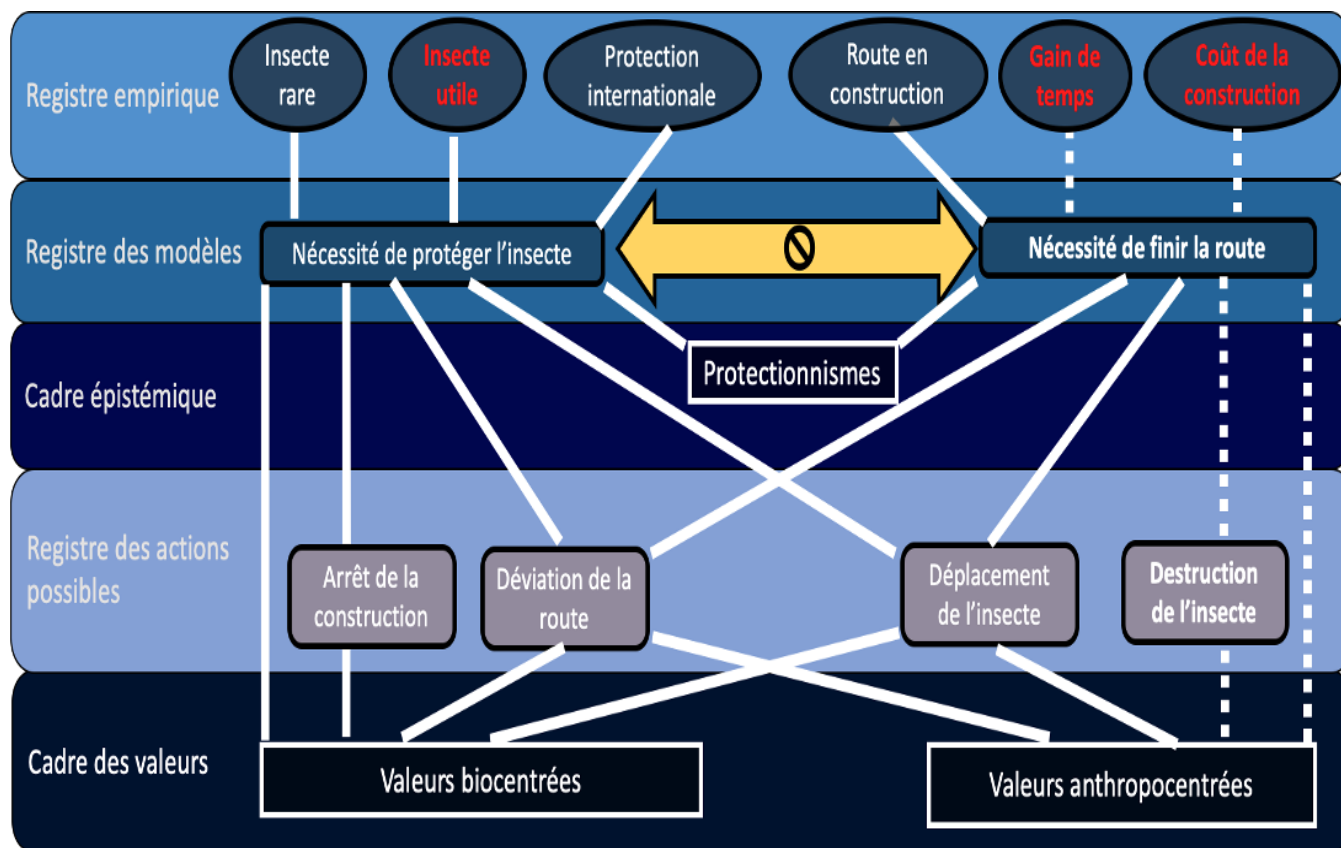 Registre empirique
Insecte
rare
Insecte
utile
Protection
internationale
Route en
construction
Gain de
temps
Coût de la
construction
Registre des modèles
Nécessité de protéger l'insecte
Nécessité de finir la route
Cadre épistémique
Protectionnismes
Registre des actions
possibles
Arrêt de la
construction
Déviation de la
route
Déplacement
de l'insecte
Destruction
de l'insecte
Cadre des valeurs
Valeurs biocentrées
Valeurs anthropocentrées